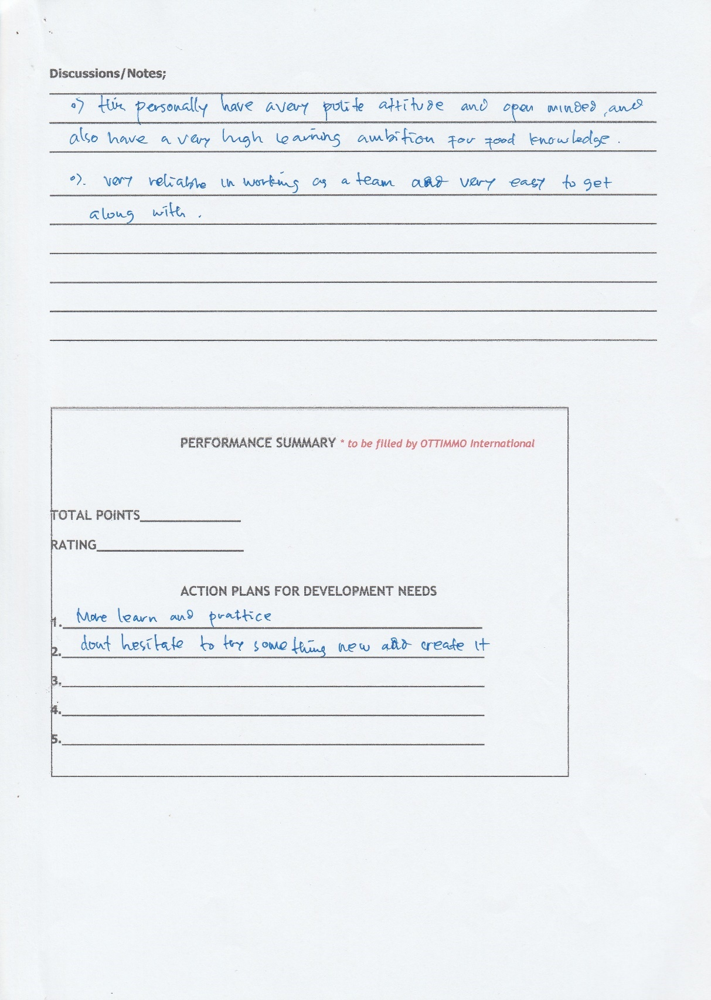 Discussions/Notes;
°) this personally have a very polite attitude and open minded, and
also have a very high learning ambition for food knowledge.
°). very reliable in working as a team and very easy to get
along with.
PERFORMANCE SUMMARY * to be filled by OTTIMMO International
TOTAL POINTS
RATING
ACTION PLANS FOR DEVELOPMENT NEEDS
1. More learn and prattice
2. dont hesitate to try something new and create it
3.
4.
5.